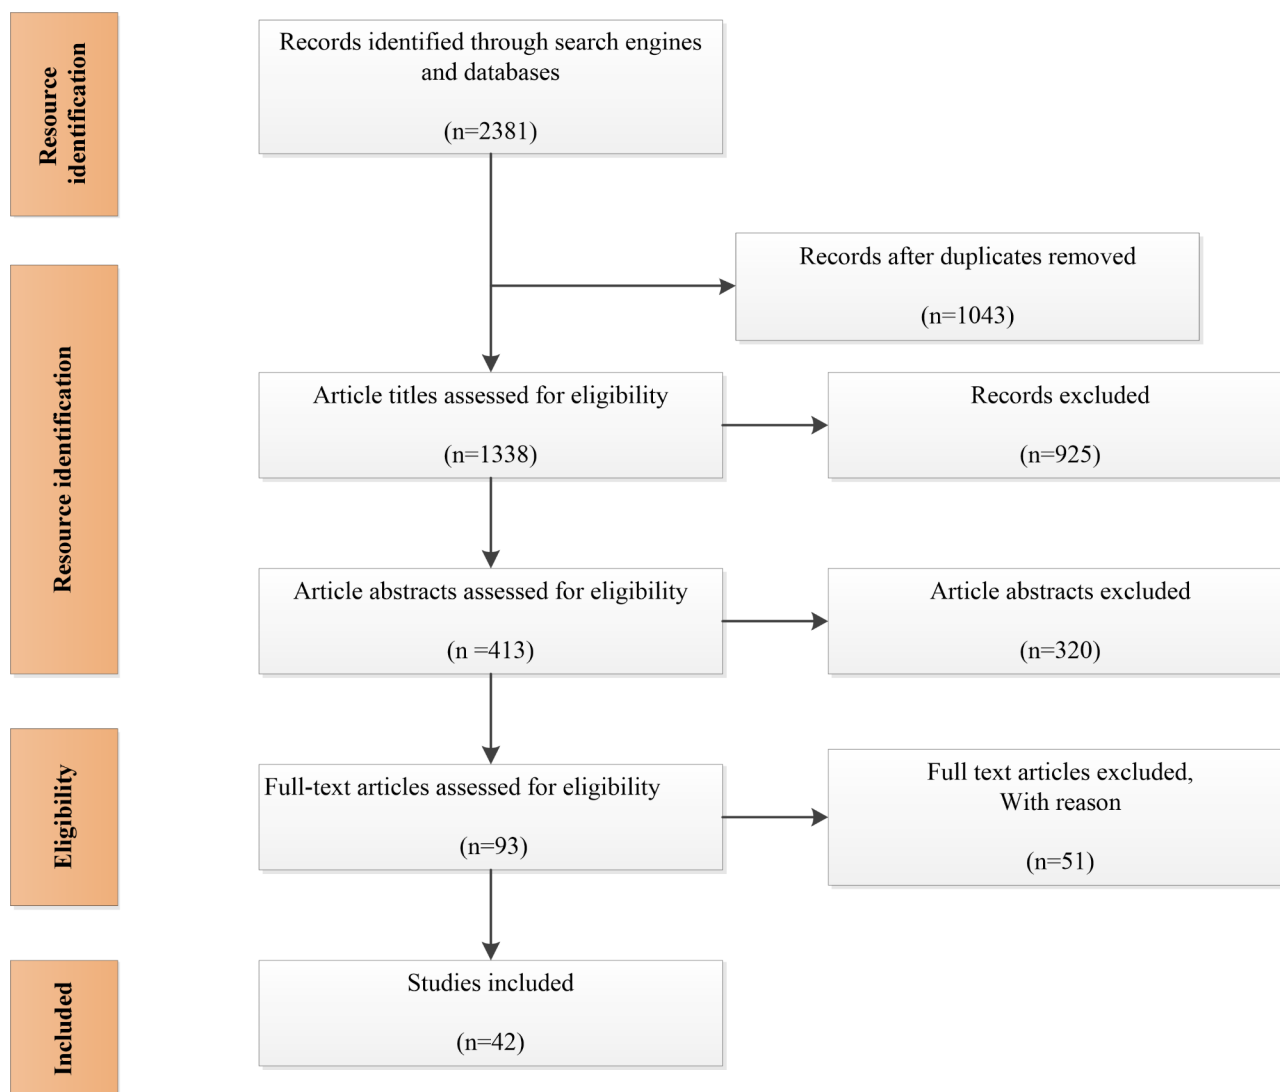 Resource
identification
Records identified through search engines
and databases
(n=2381)
Records after duplicates removed
(n=1043)
Resource identification
Article titles assessed for eligibility
(n=1338)
Records excluded
(n=925)
Article abstracts assessed for eligibility
(n =413)
Article abstracts excluded
(n=320)
Eligibility
Full-text articles assessed for eligibility
(n=93)
Full text articles excluded,
With reason
(n=51)
Included
Studies included
(n=42)